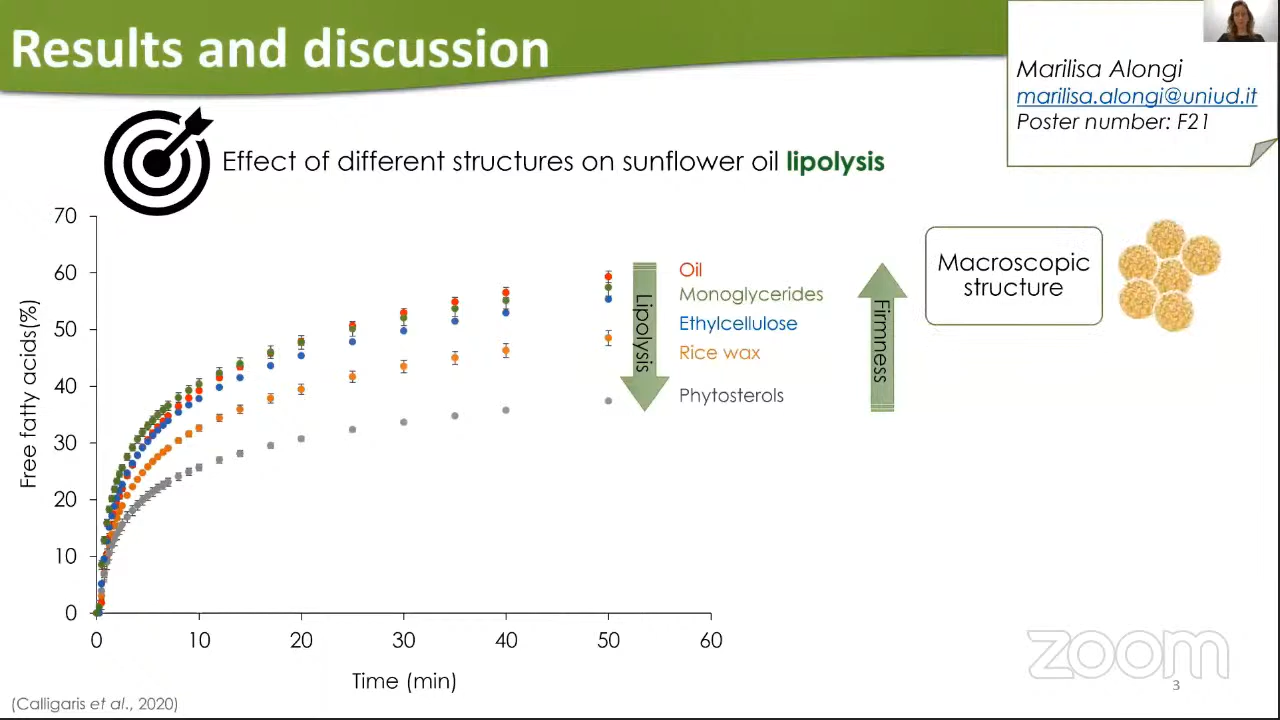 Results and discussion
Marilisa Alongi
marilisa.alongi@uniud.it
Poster number: F21
Effect of different structures on sunflower oil lipolysis
70
60
50
40
30
20
10
0
Free fatty acids(%)
0 10 20 30 40 50 60
Time (min)
Lipolysis
Oil
Monoglycerides
Ethylcellulose
Rice wax
Phytosterols
Firmness
Macroscopic
structure
zoom
3
(Calligaris et al., 2020)